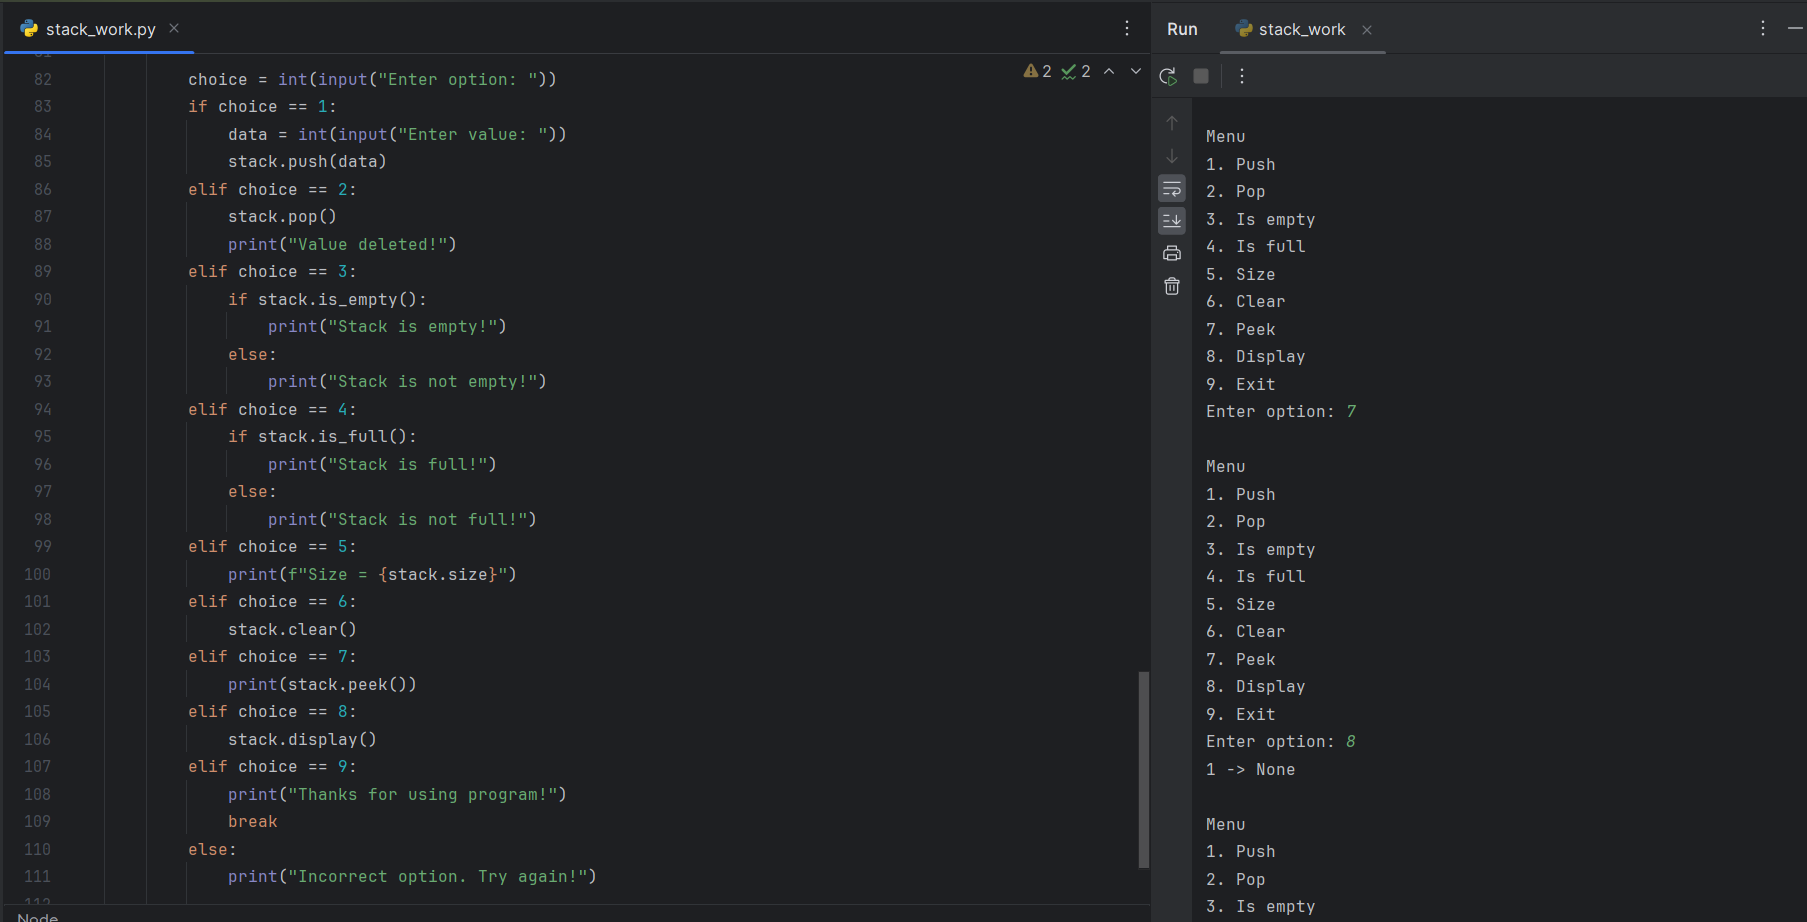 stack_work.py
82 choice = int(input("Enter option: "))
83 if choice == 1:
84 data = int(input("Enter value: "))
85 stack.push(data)
86 elif choice == 2:
87 stack.pop()
88 print("Value deleted!")
89 elif choice == 3:
90 if stack.is_empty():
91 print("Stack is empty!")
92 else:
93 print("Stack is not empty!")
94 elif choice == 4:
95 if stack.is_full():
96 print("Stack is full!")
97 else:
98 print("Stack is not full!")
99 elif choice == 5:
100 print(f"Size = {stack.size}")
101 elif choice == 6:
102 stack.clear()
103 elif choice == 7:
104 print(stack.peek())
105 elif choice == 8:
106 stack.display()
107 elif choice == 9:
108 print("Thanks for using program!")
109 break
110 else:
111 print("Incorrect option. Try again!")
112
2 2
Node
Run stack_work
Menu
1. Push
2. Pop
3. Is empty
4. Is full
5. Size
6. Clear
7. Peek
8. Display
9. Exit
Enter option: 7
Menu
1. Push
2. Pop
3. Is empty
4. Is full
5. Size
6. Clear
7. Peek
8. Display
9. Exit
Enter option: 8
1 -> None
Menu
1. Push
2. Pop
3. Is empty